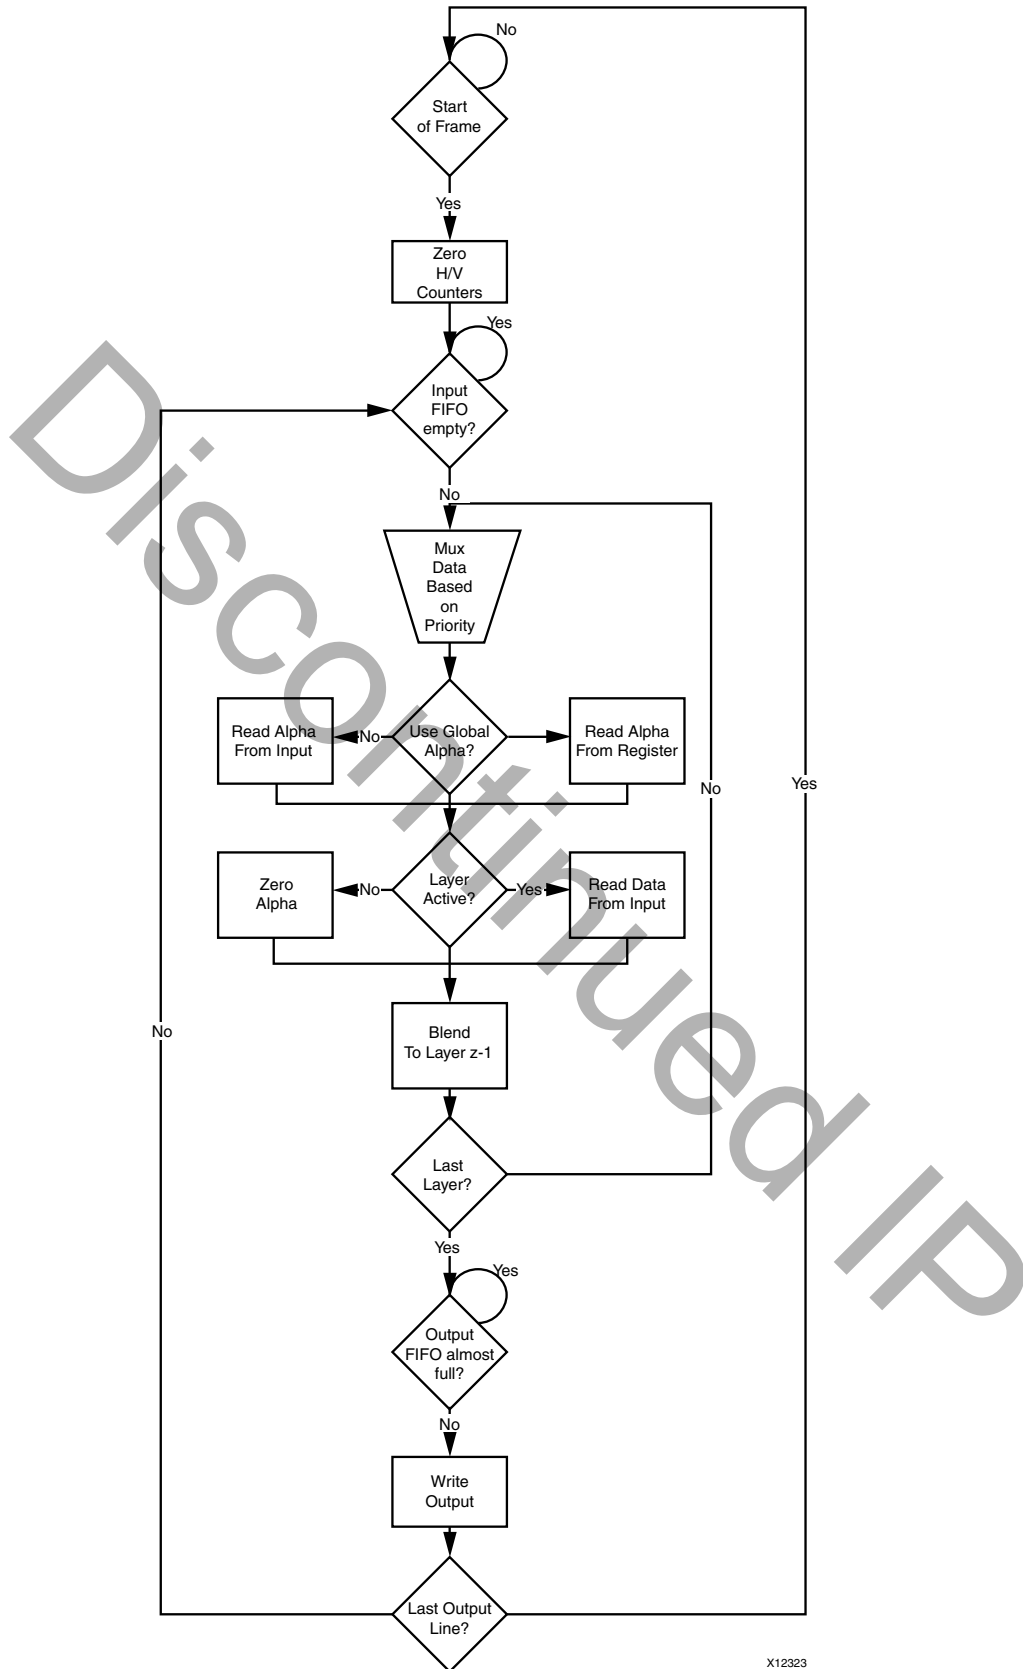 No
Start
of Frame
Yes
Zero
H/V
Counters
Yes
Input
FIFO
empty?
No
Mux
Data
Based
on
Priority
Read Alpha
From Input
No
Use Global
Alpha?
Read Alpha
From Register
No
Yes
Zero
Alpha
No
Layer
Active?
Yes
Read Data
From Input
No
Blend
To Layer z-1
Last
Layer?
Yes
Yes
Output
FIFO almost
full?
No
Write
Output
Last Output
Line?
X12323
Discontinued IP